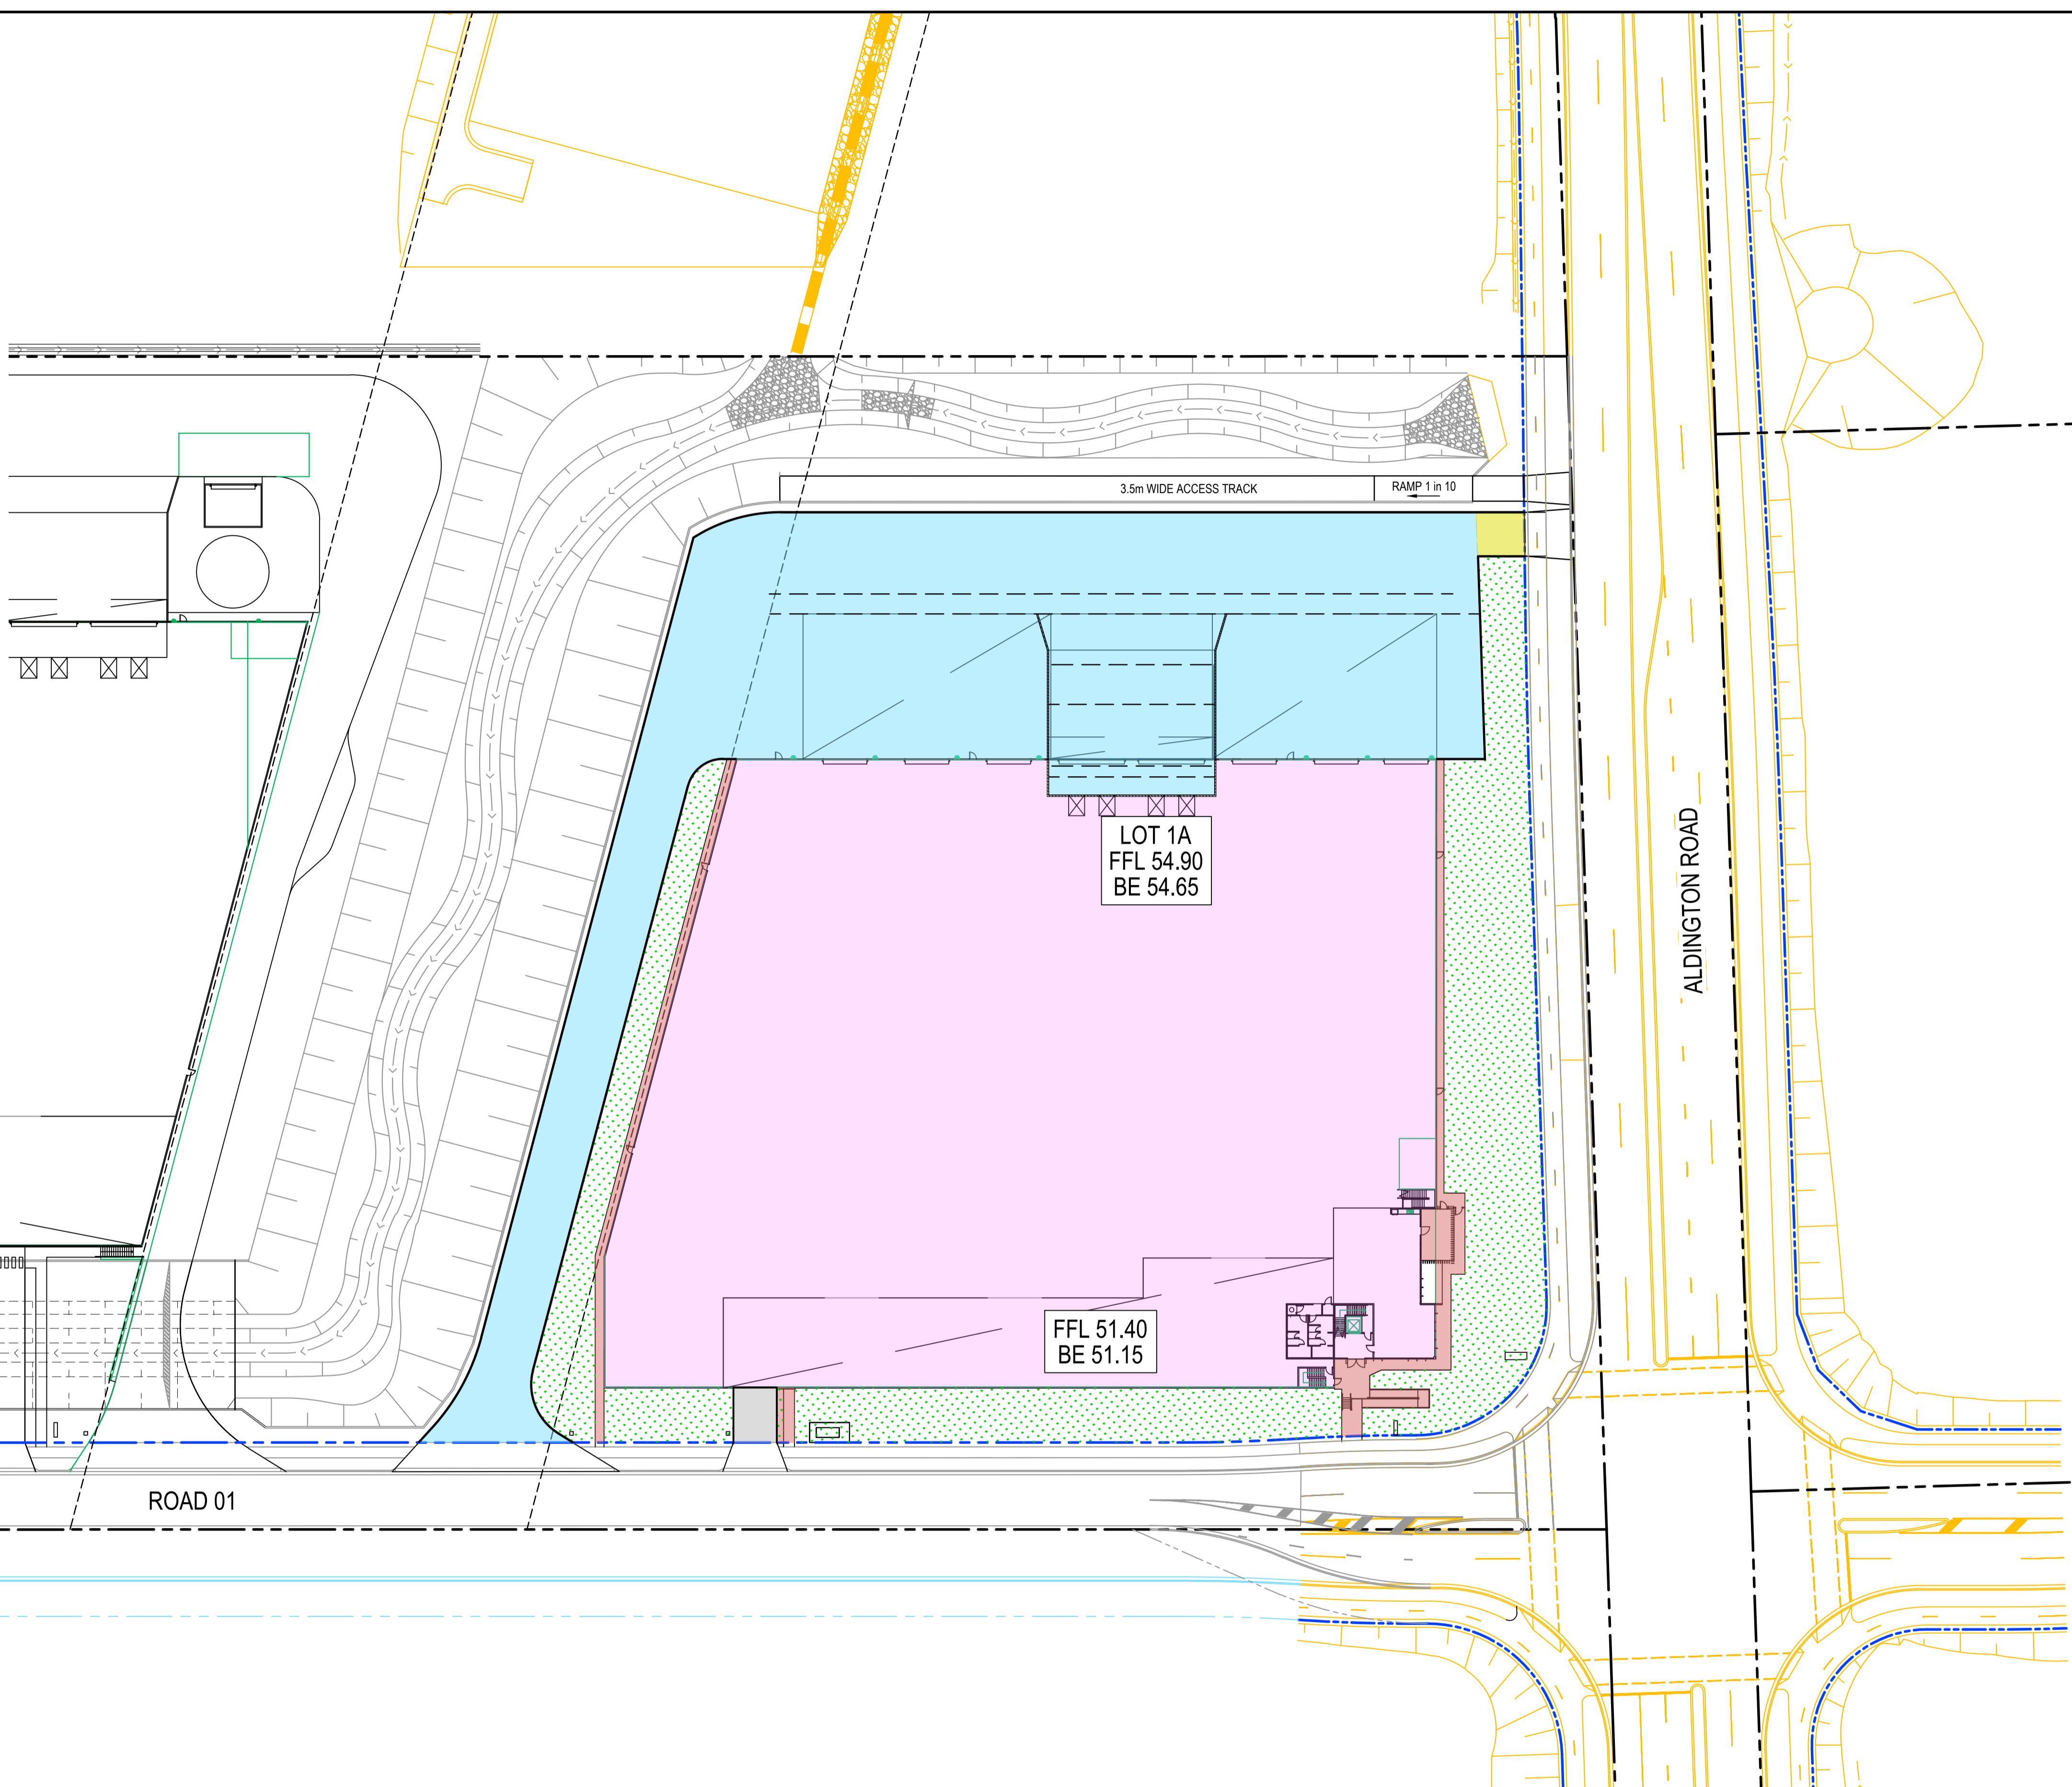 3.5m WIDE ACCESS TRACK
RAMP 1 in 10
LOT 1A
FFL 54.90
BE 54.65
ALDINGTON ROAD
FFL 51.40
BE 51.15
ROAD 01